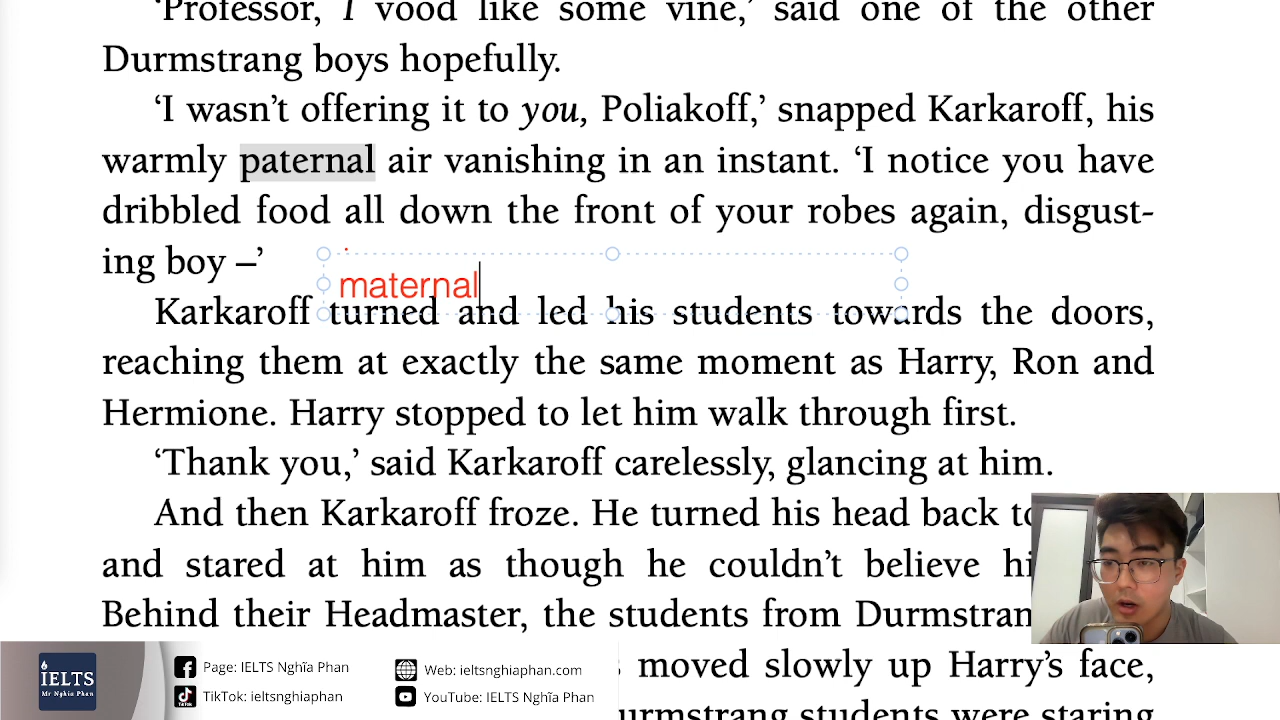 ‘Professor, I vood like some vine,’ said one of the other
Durmstrang boys hopefully.
‘I wasn’t offering it to you, Poliakoff,’ snapped Karkaroff, his
warmly paternal air vanishing in an instant. ‘I notice you have
dribbled food all down the front of your robes again, disgust-
ing boy –’
maternal
Karkaroff turned and led his students towards the doors,
reaching them at exactly the same moment as Harry, Ron and
Hermione. Harry stopped to let him walk through first.
‘Thank you,’ said Karkaroff carelessly, glancing at him.
And then Karkaroff froze. He turned his head back
and stared at him as though he couldn’t believe
Behind their Headmaster, the students from
moved slowly up Harry’s face,
students were staring
IELTS
Mr Nghia Phan
Page: IELTS Nghĩa Phan
TikTok: ieltsnghiaphan
Web: ieltsnghiaphan.com
YouTube: IELTS Nghĩa Phan